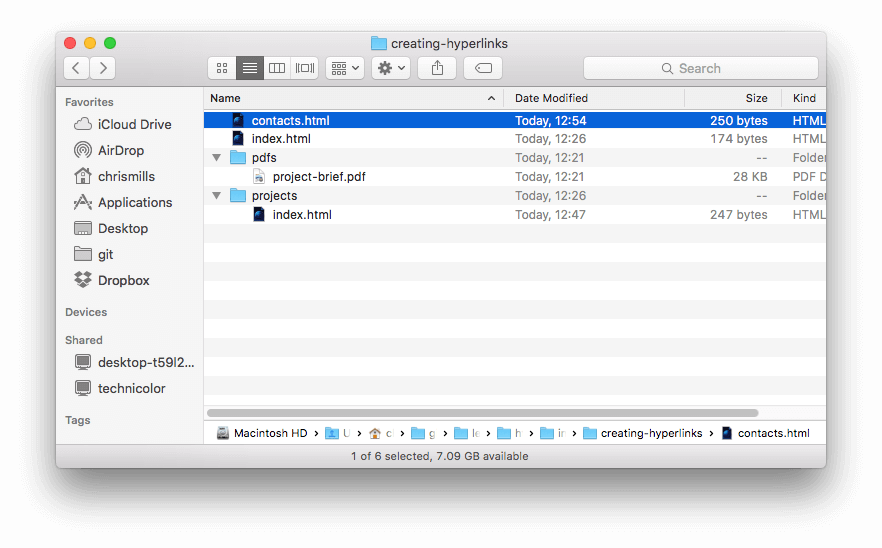 creating-hyperlinks
Search
Favorites
iCloud Drive
AirDrop
chrismills
Applications
Desktop
git
Dropbox
Devices
Shared
desktop-t59l2...
technicolor
Tags
Name Date Modified Size Kind
contacts.html Today, 12:54 250 bytes HTML
index.html Today, 12:26 174 bytes HTML
pdfs Today, 12:21 -- Folder
project-brief.pdf Today, 12:21 28 KB PDF D
projects Today, 12:26 -- Folder
index.html Today, 12:47 247 bytes HTML
Macintosh HD › U › c › g › le › h › in › creating-hyperlinks › contacts.html
1 of 6 selected, 7.09 GB available